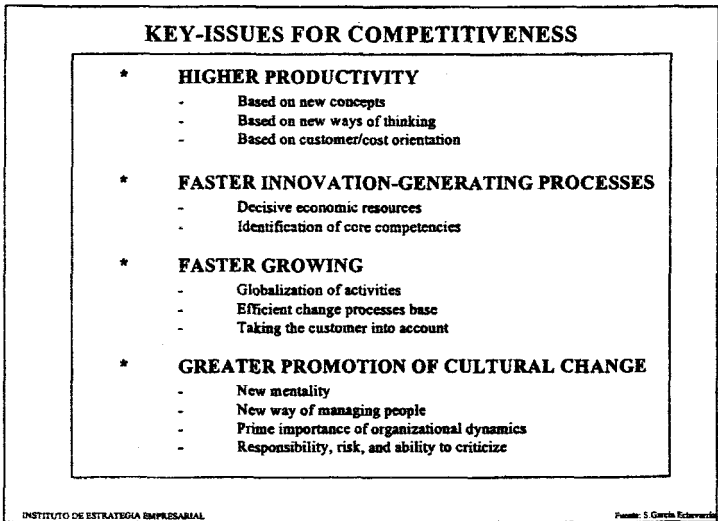 KEY-ISSUES FOR COMPETITIVENESS
* HIGHER PRODUCTIVITY
- Based on new concepts
- Based on new ways of thinking
- Based on customer/cost orientation
* FASTER INNOVATION-GENERATING PROCESSES
- Decisive economic resources
- Identification of core competencies
* FASTER GROWING
- Globalization of activities
- Efficient change processes base
- Taking the customer into account
* GREATER PROMOTION OF CULTURAL CHANGE
- New mentality
- New way of managing people
- Prime importance of organizational dynamics
- Responsibility, risk, and ability to criticize
INSTITUTO DE ESTRATEGIA EMPRESARIAL
Fuente: S. García Echevarría